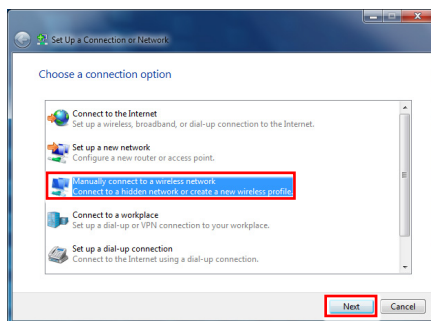 Set Up a Connection or Network
Choose a connection option
Connect to the Internet
Set up a wireless, broadband, or dial-up connection to the Internet.
Set up a new network
Configure a new router or access point.
Manually connect to a wireless network
Connect to a hidden network or create a new wireless profile.
Connect to a workplace
Set up a dial-up or VPN connection to your workplace.
Set up a dial-up connection
Connect to the Internet using a dial-up connection.
Next Cancel